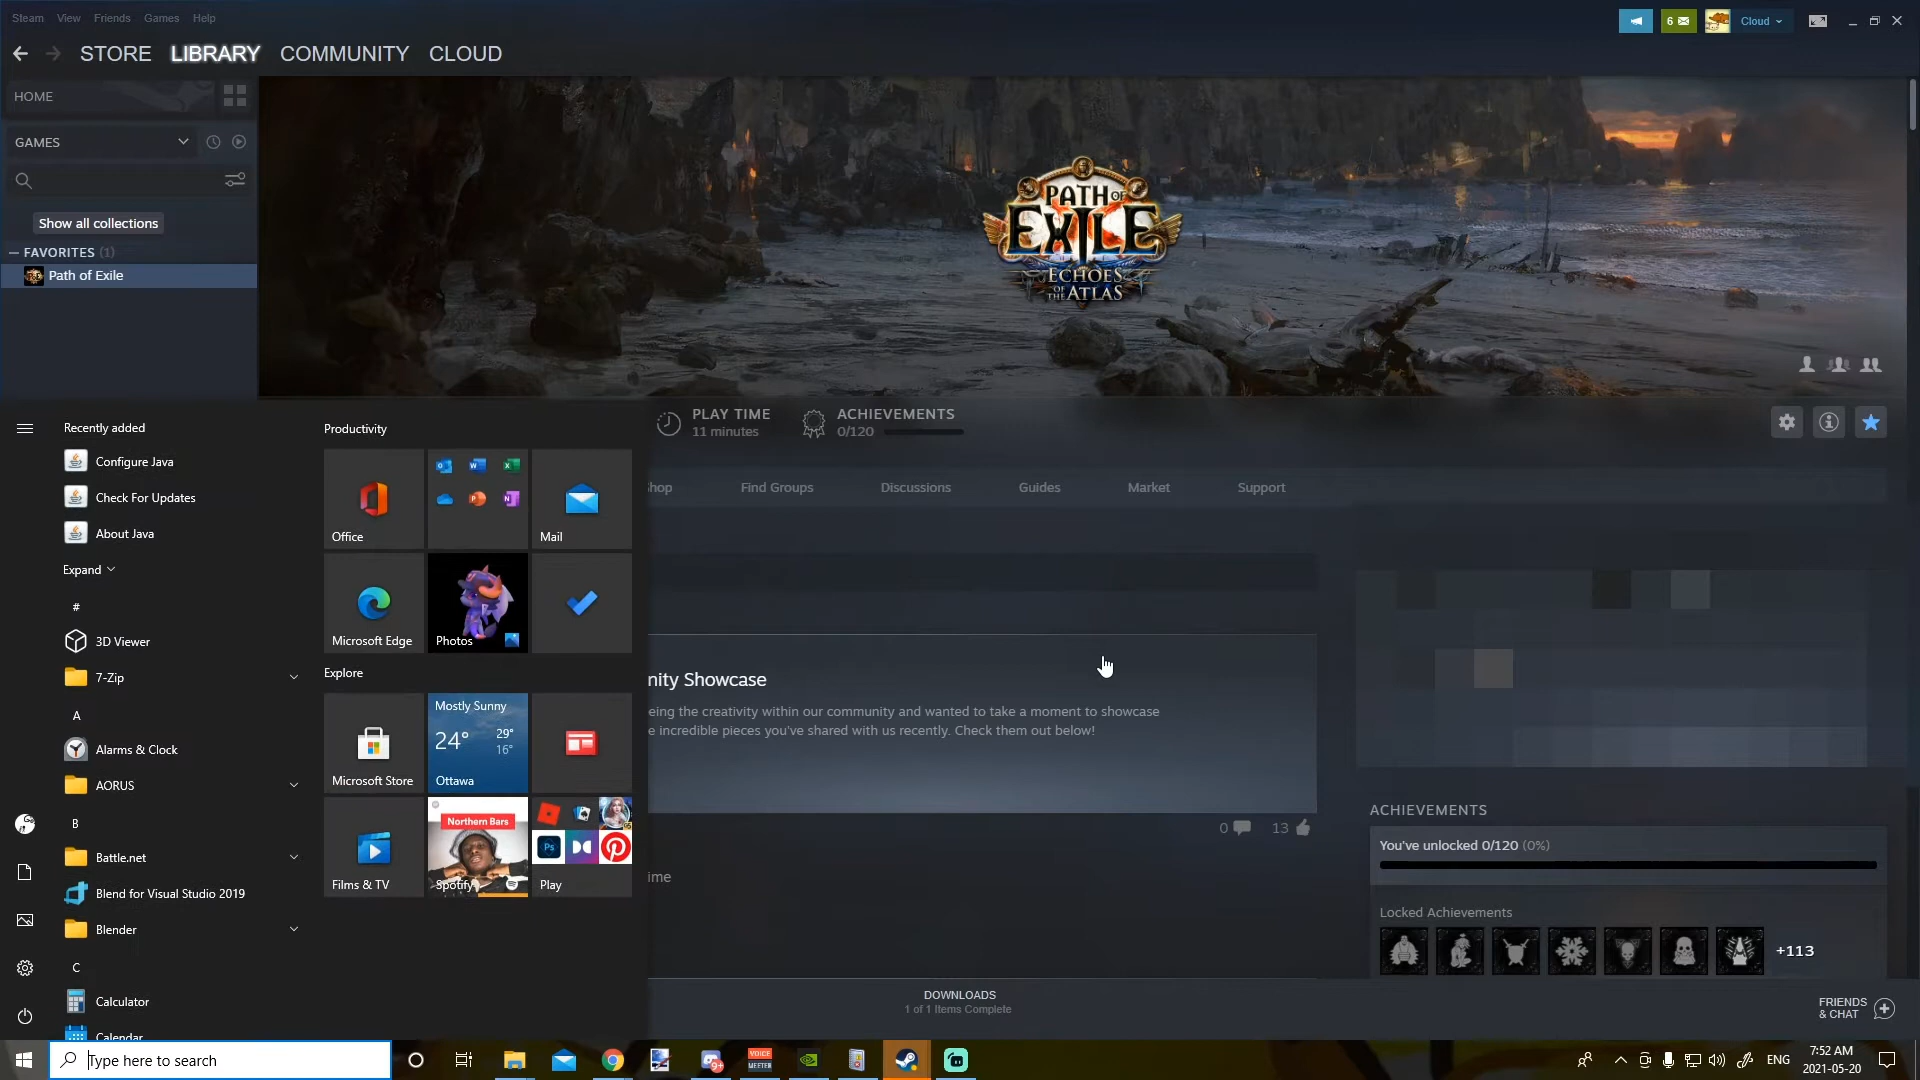 Steam View Friends Games Help
6
Cloud
STORE LIBRARY COMMUNITY CLOUD
HOME
GAMES
Show all collections
FAVORITES (1)
Path of Exile
PATH OF
EXILE
ECHOES
OF THE ATLAS
PLAY TIME
11 minutes
ACHIEVEMENTS
0/120
hop Find Groups Discussions Guides Market Support
nity Showcase
eing the creativity within our community and wanted to take a moment to showcase
e incredible pieces you've shared with us recently. Check them out below!
0 13
ime
ACHIEVEMENTS
You've unlocked 0/120 (0%)
Locked Achievements
+113
DOWNLOADS
1 of 1 Items Complete
FRIENDS
& CHAT
Recently added
Configure Java
Check For Updates
About Java
Expand
#
3D Viewer
7-Zip
A
Alarms & Clock
AORUS
B
Battle.net
Blend for Visual Studio 2019
Blender
C
Calculator
Calendar
Productivity
Office
Mail
Microsoft Edge
Photos
Explore
Microsoft Store
Mostly Sunny
24° 29°
16°
Ottawa
Films & TV
Northern Bars
Spotify
Ps
Play
Type here to search
9+
VOICE
MEETER
ENG
7:52 AM
2021-05-20